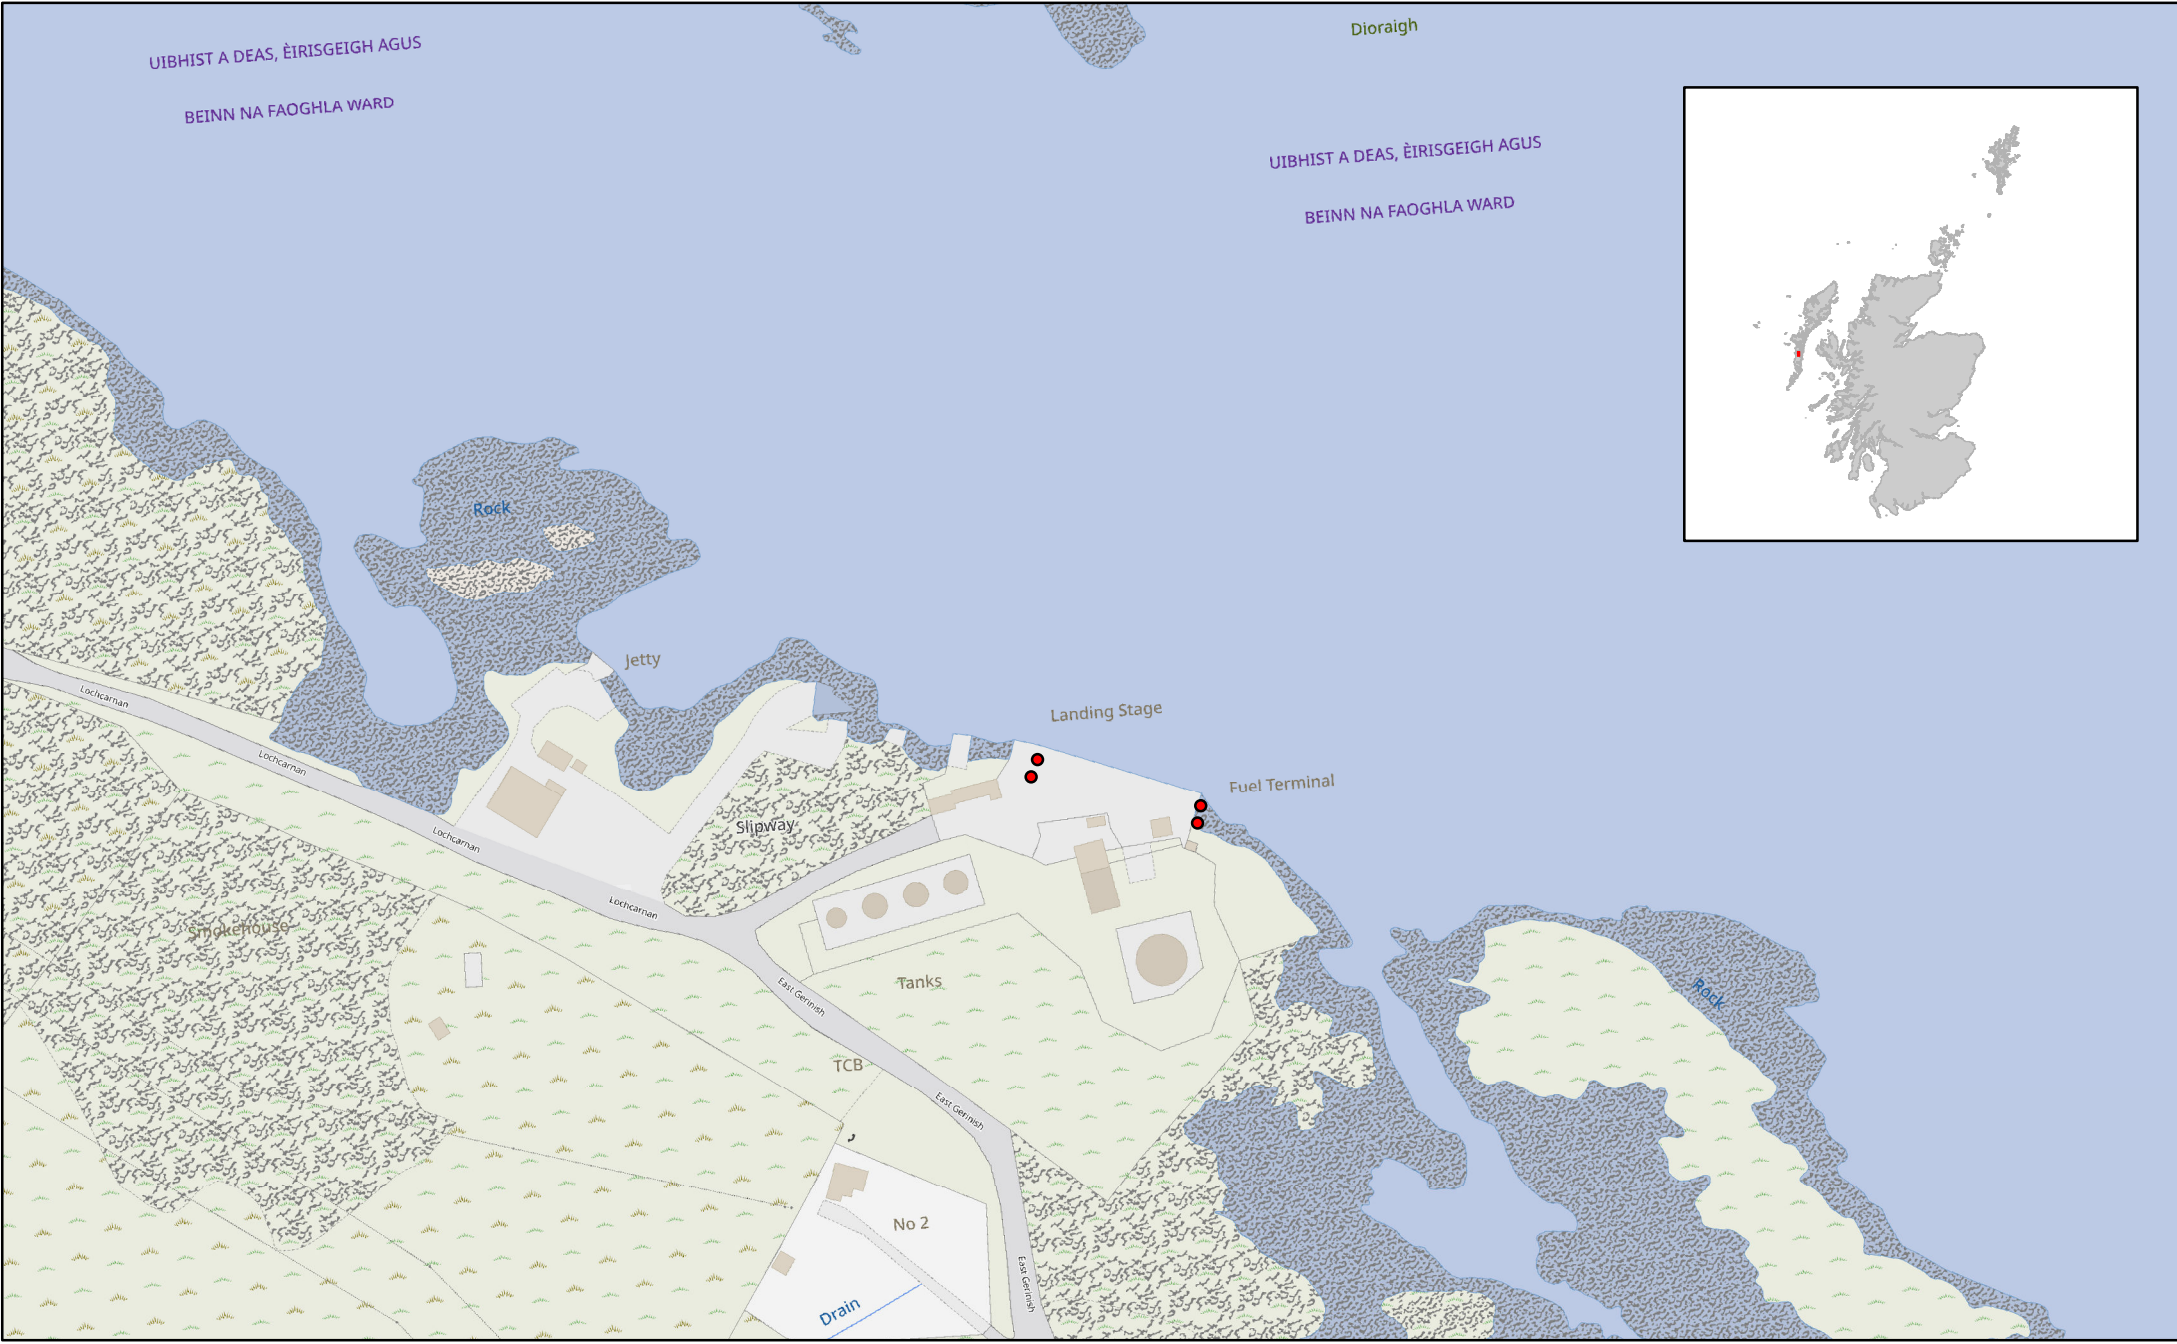 Dioraigh
UIBHIST A DEAS, ÈIRISGEIGH AGUS
BEINN NA FAOGHLA WARD
UIBHIST A DEAS, ÈIRISGEIGH AGUS
BEINN NA FAOGHLA WARD
Rock
Jetty
Lochcarnan
Landing Stage
Lochcarnan
Fuel Terminal
Slipway
Lochcarnan
Lochcarnan
Smokehouse
Tanks
East Gerinish
Rock
TCB
East Gerinish
No 2
East Gerinish
Drain